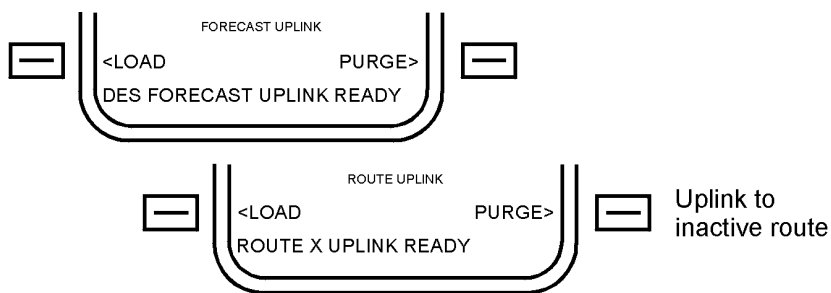 FORECAST UPLINK
<LOAD PURGE>
DES FORECAST UPLINK READY
ROUTE UPLINK
<LOAD PURGE>
ROUTE X UPLINK READY
Uplink to
inactive route